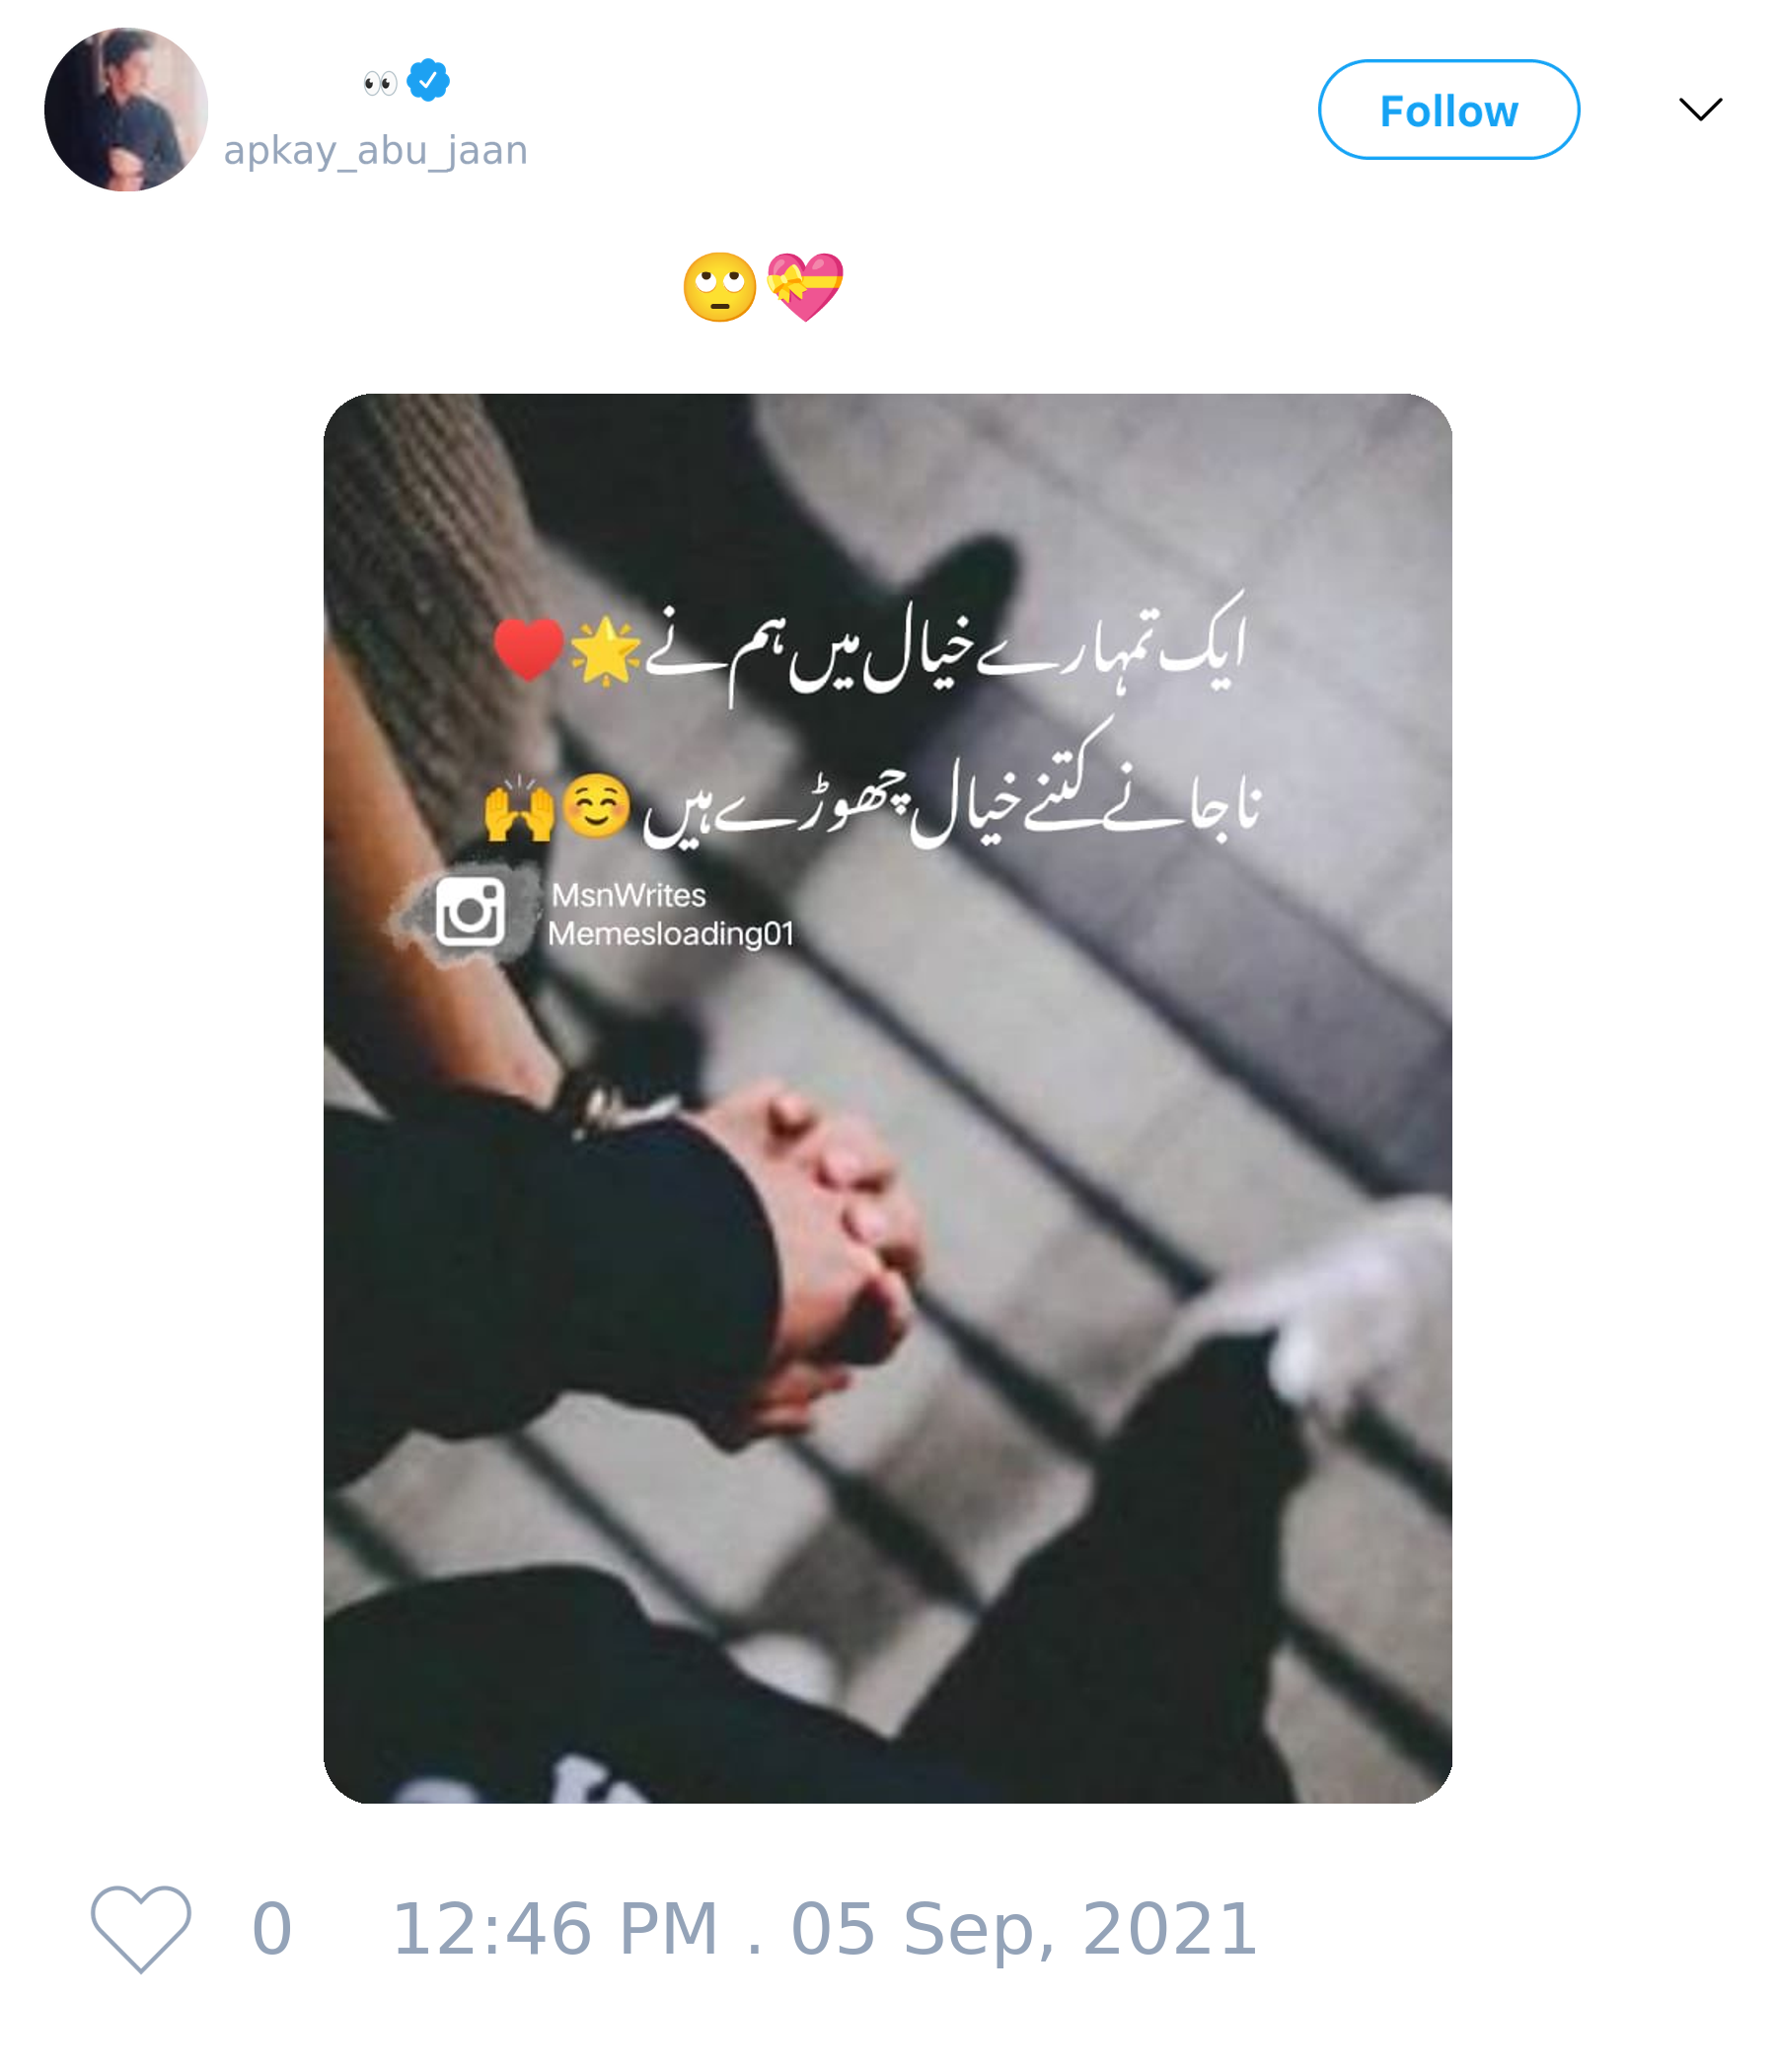 👀
apkay_abu_jaan
Follow
🙄💝
ایک تمہارے خیال میں ہم نے🌟♥️
ناجانے کتنے خیال چھوڑے ہیں ☺️🙌
MsnWrites
Memesloading01
0 12:46 PM . 05 Sep, 2021